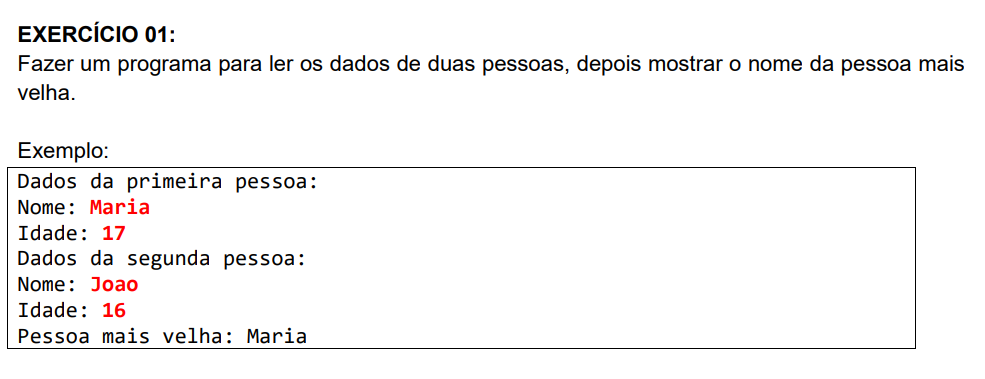 EXERCÍCIO 01:
Fazer um programa para ler os dados de duas pessoas, depois mostrar o nome da pessoa mais
velha.
Exemplo:
Dados da primeira pessoa:
Nome: Maria
Idade: 17
Dados da segunda pessoa:
Nome: Joao
Idade: 16
Pessoa mais velha: Maria